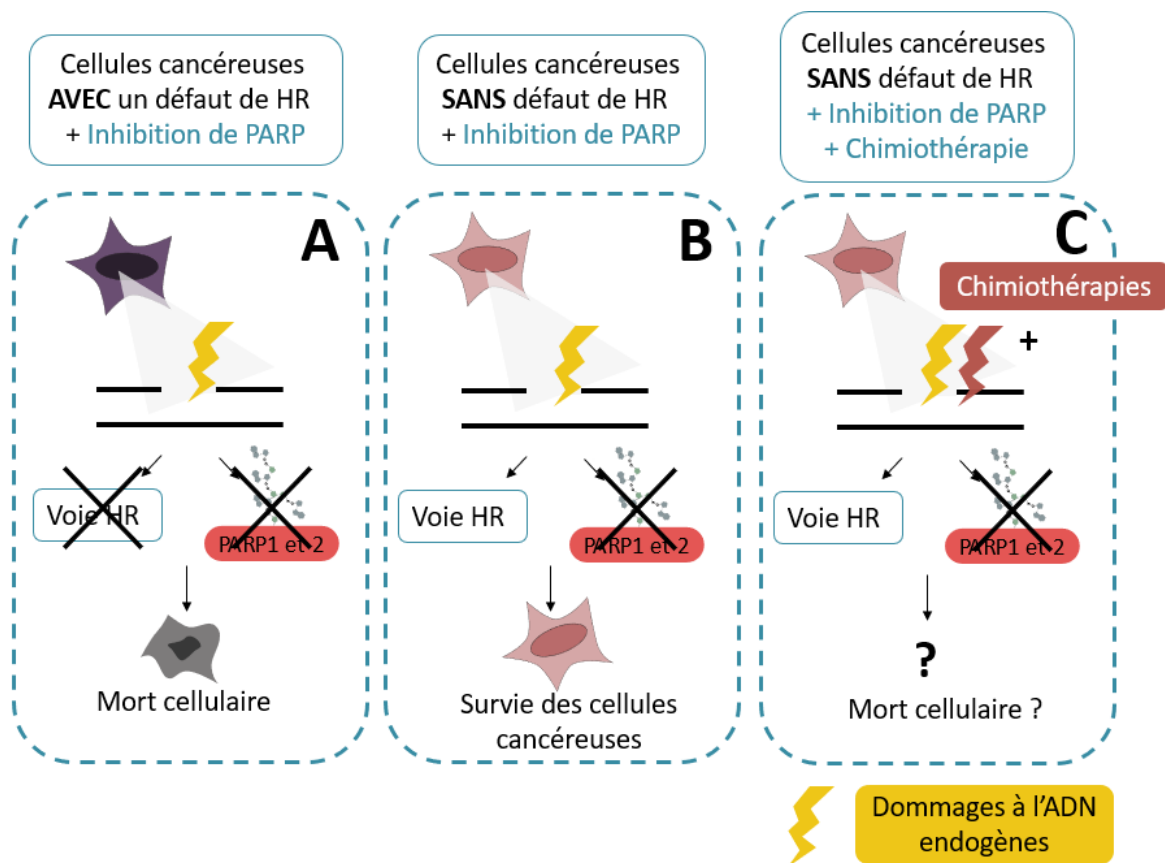 Cellules cancéreuses
AVEC un défaut de HR
+ Inhibition de PARP
Cellules cancéreuses
SANS défaut de HR
+ Inhibition de PARP
Cellules cancéreuses
SANS défaut de HR
+ Inhibition de PARP
+ Chimiothérapie
A
Voie HR
PARP1 et 2
Mort cellulaire
B
Voie HR
PARP1 et 2
Survie des cellules
cancéreuses
C
Chimiothérapies
+
Voie HR
PARP1 et 2
?
Mort cellulaire ?
Dommages à l'ADN
endogènes